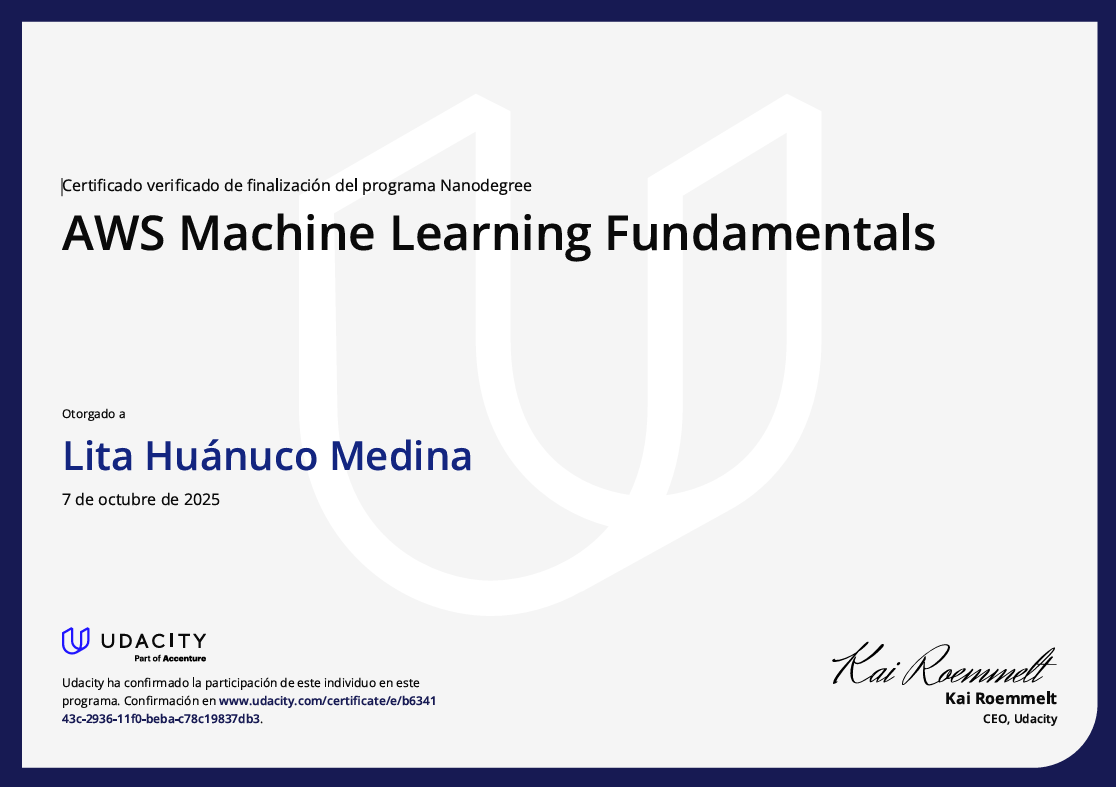 Certificado verificado de finalización del programa Nanodegree
AWS Machine Learning Fundamentals
Otorgado a
Lita Huánuco Medina
7 de octubre de 2025
UDACITY
Part of Accenture
Udacity ha confirmado la participación de este individuo en este
programa. Confirmación en www.udacity.com/certificate/e/b6341
43c-2936-11f0-beba-c78c19837db3.
Kai Roemmelt
Kai Roemmelt
CEO, Udacity